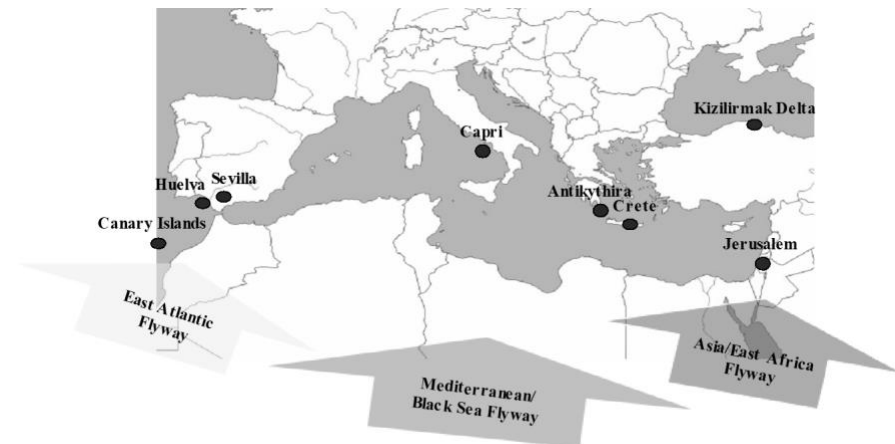 Kizilirmak Delta
Capri
Huelva
Sevilla
Antikythira
Crete
Canary Islands
Jerusalem
East Atlantic
Flyway
Mediterranean/
Black Sea Flyway
Asia/East Africa
Flyway